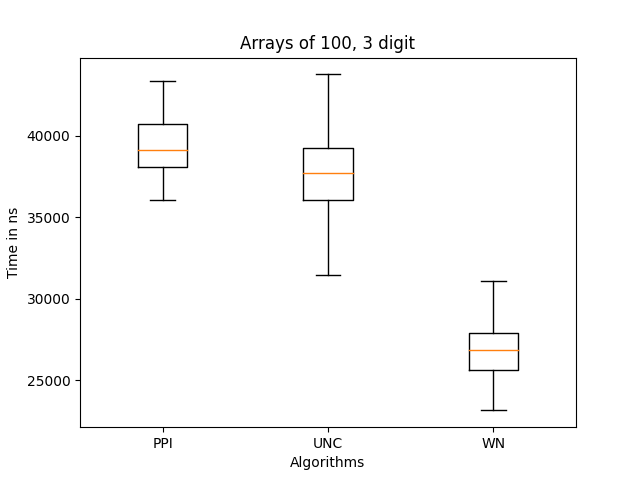 Arrays of 100, 3 digit
Time in ns
40000
35000
30000
25000
PPI
UNC
WN
Algorithms